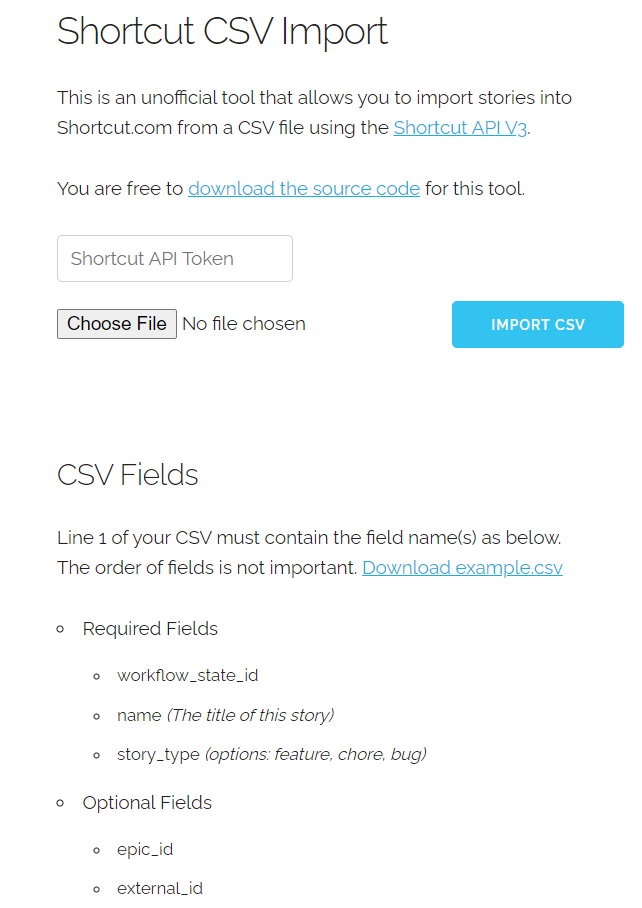 Shortcut CSV Import
This is an unofficial tool that allows you to import stories into
Shortcut.com from a CSV file using the Shortcut API V3.
You are free to download the source code for this tool.
Shortcut API Token
Choose File No file chosen
IMPORT CSV
CSV Fields
Line 1 of your CSV must contain the field name(s) as below.
The order of fields is not important. Download example.csv
Required Fields
workflow_state_id
name (The title of this story)
story_type (options: feature, chore, bug)
Optional Fields
epic_id
external_id